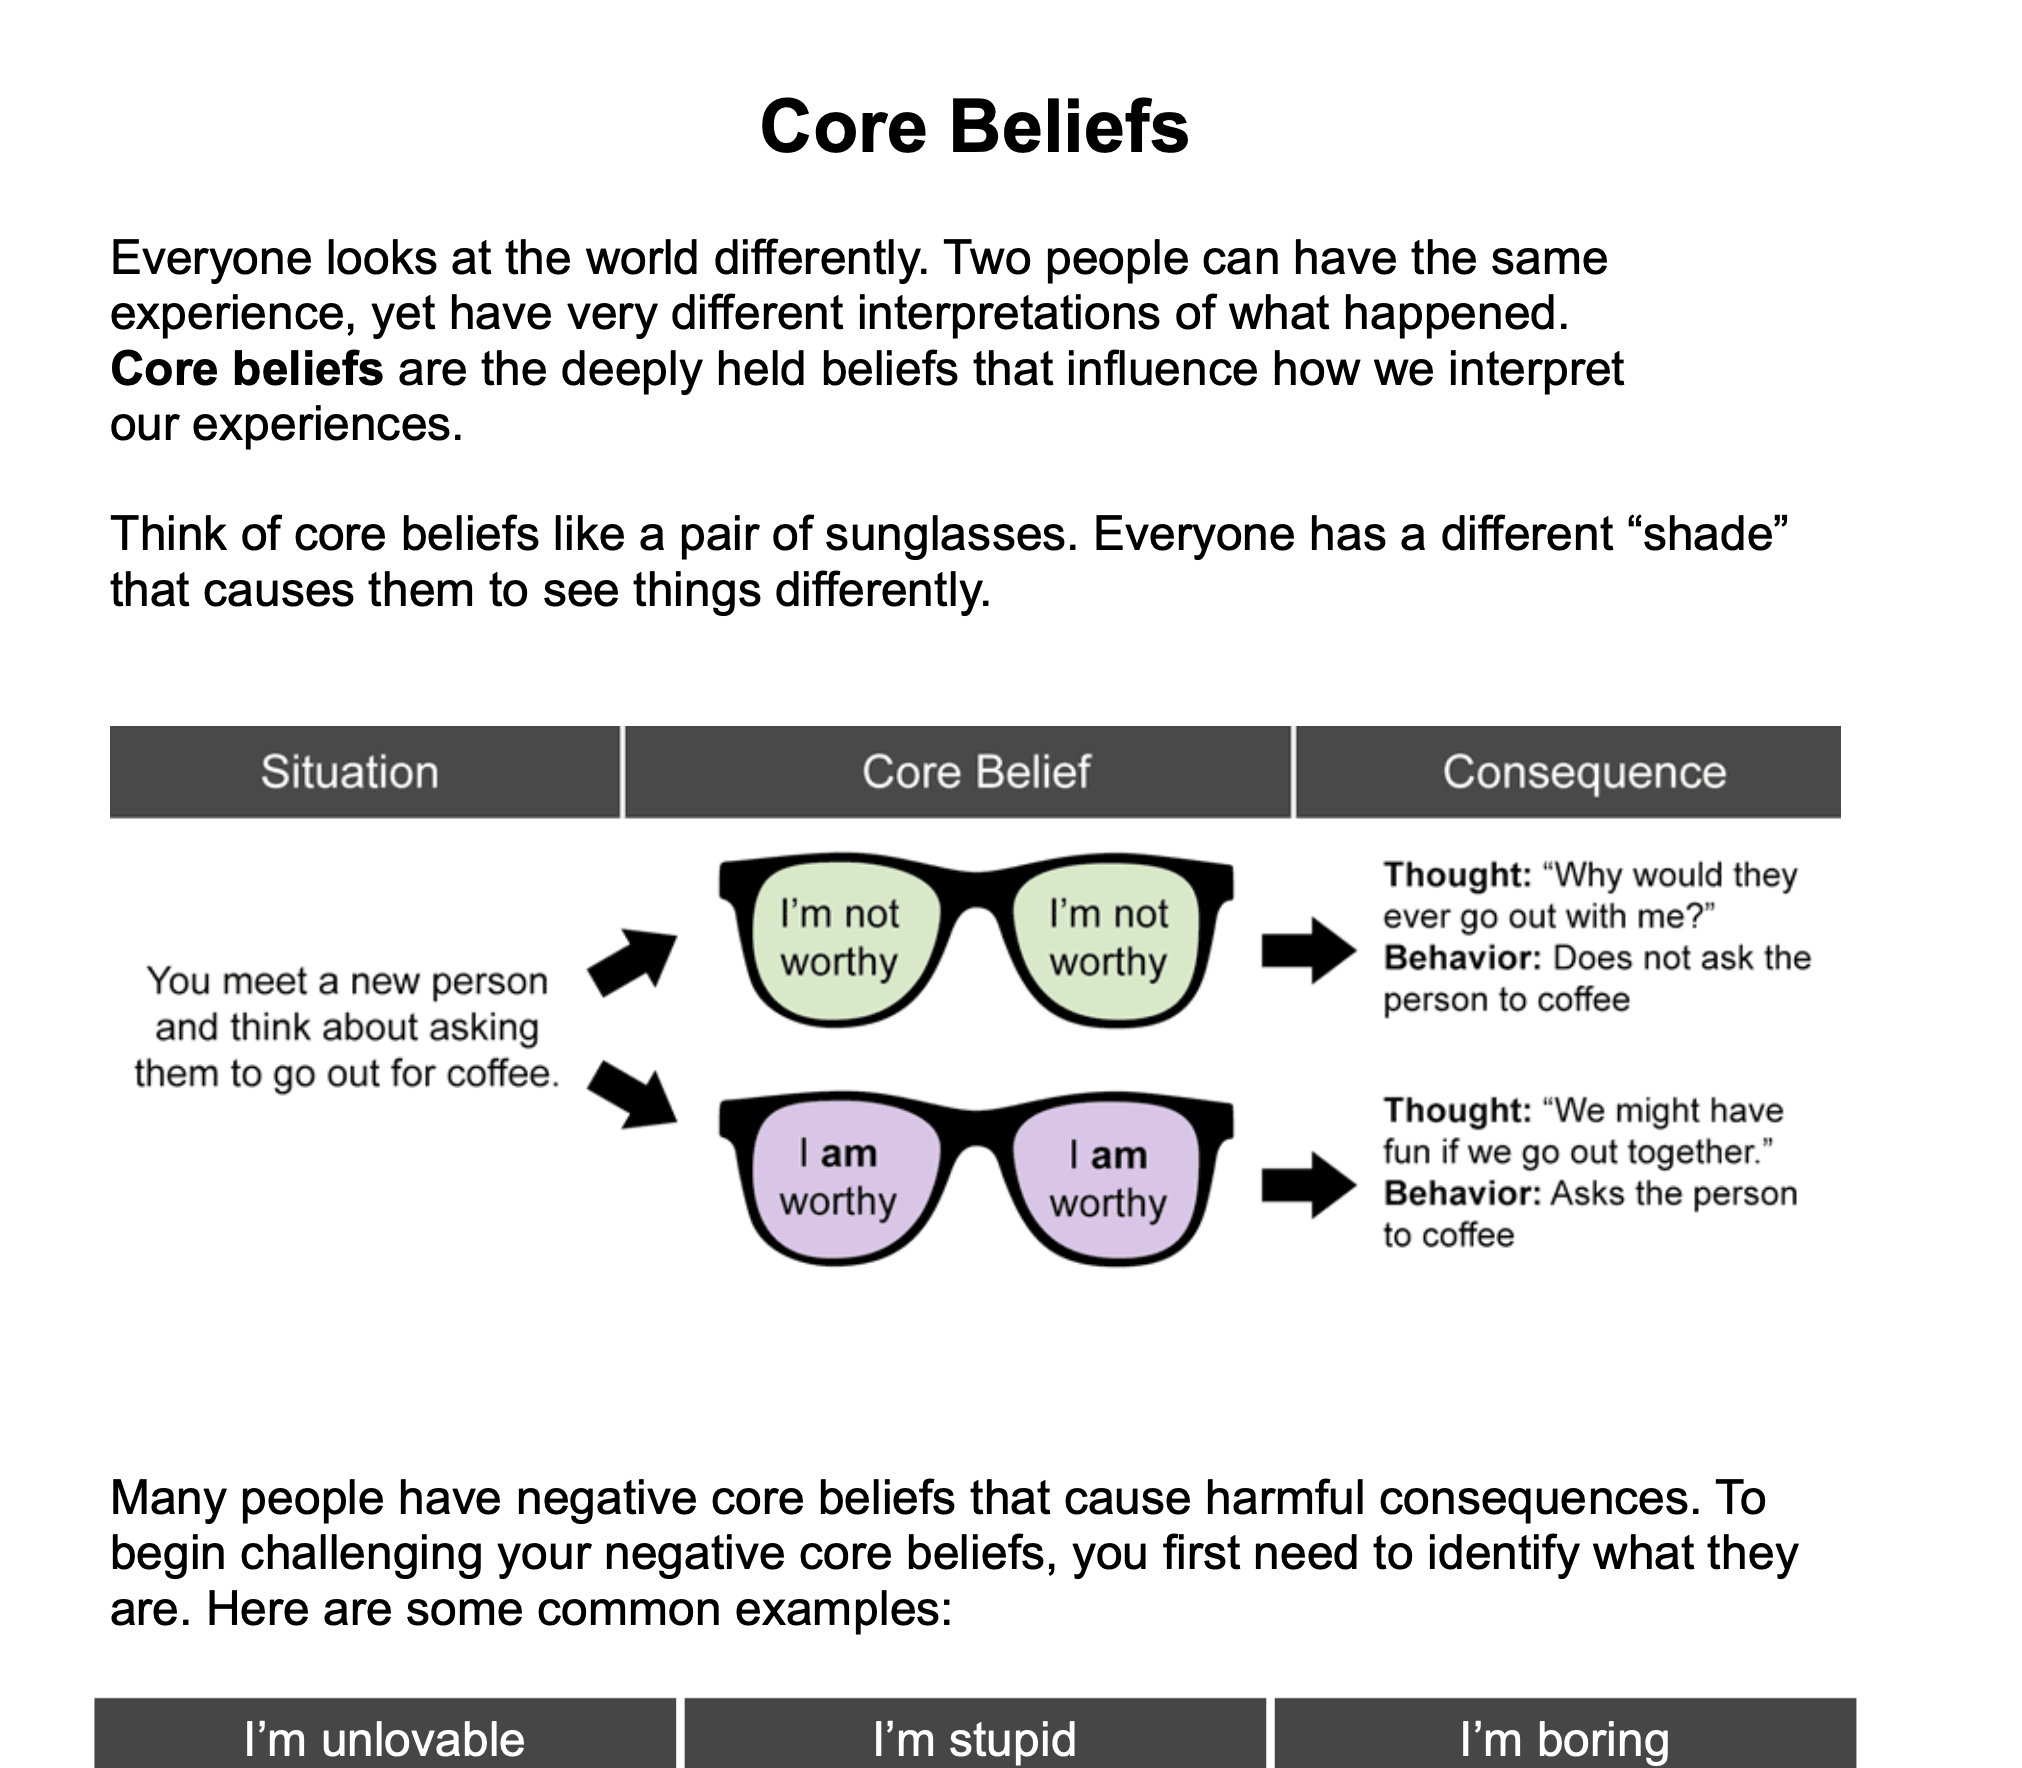 Core Beliefs
Everyone looks at the world differently. Two people can have the same
experience, yet have very different interpretations of what happened.
Core beliefs are the deeply held beliefs that influence how we interpret
our experiences.
Think of core beliefs like a pair of sunglasses. Everyone has a different “shade”
that causes them to see things differently.
Situation
Core Belief
Consequence
You meet a new person
and think about asking
them to go out for coffee.
I’m not
worthy
I’m not
worthy
Thought: “Why would they
ever go out with me?”
Behavior: Does not ask the
person to coffee
I am
worthy
I am
worthy
Thought: “We might have
fun if we go out together.”
Behavior: Asks the person
to coffee
Many people have negative core beliefs that cause harmful consequences. To
begin challenging your negative core beliefs, you first need to identify what they
are. Here are some common examples:
I’m unlovable
I’m stupid
I’m boring